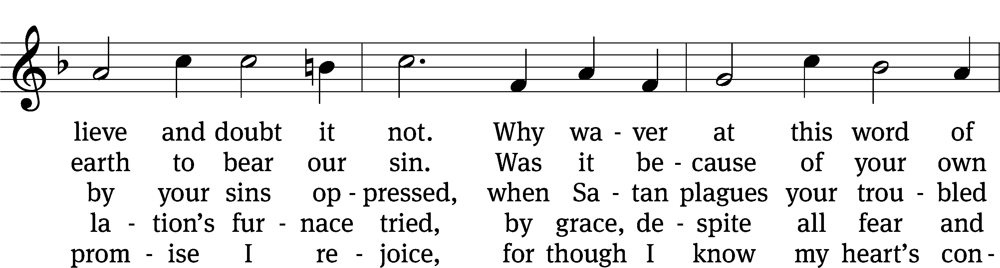 lieve and doubt it not. Why wa - ver at this word of
earth to bear our sin. Was it be - cause of your own
by your sins op - pressed, when Sa - tan plagues your trou - bled
la - tion’s fur - nace tried, by grace, de - spite all fear and
prom - ise I re - joice, for though I know my heart’s con -